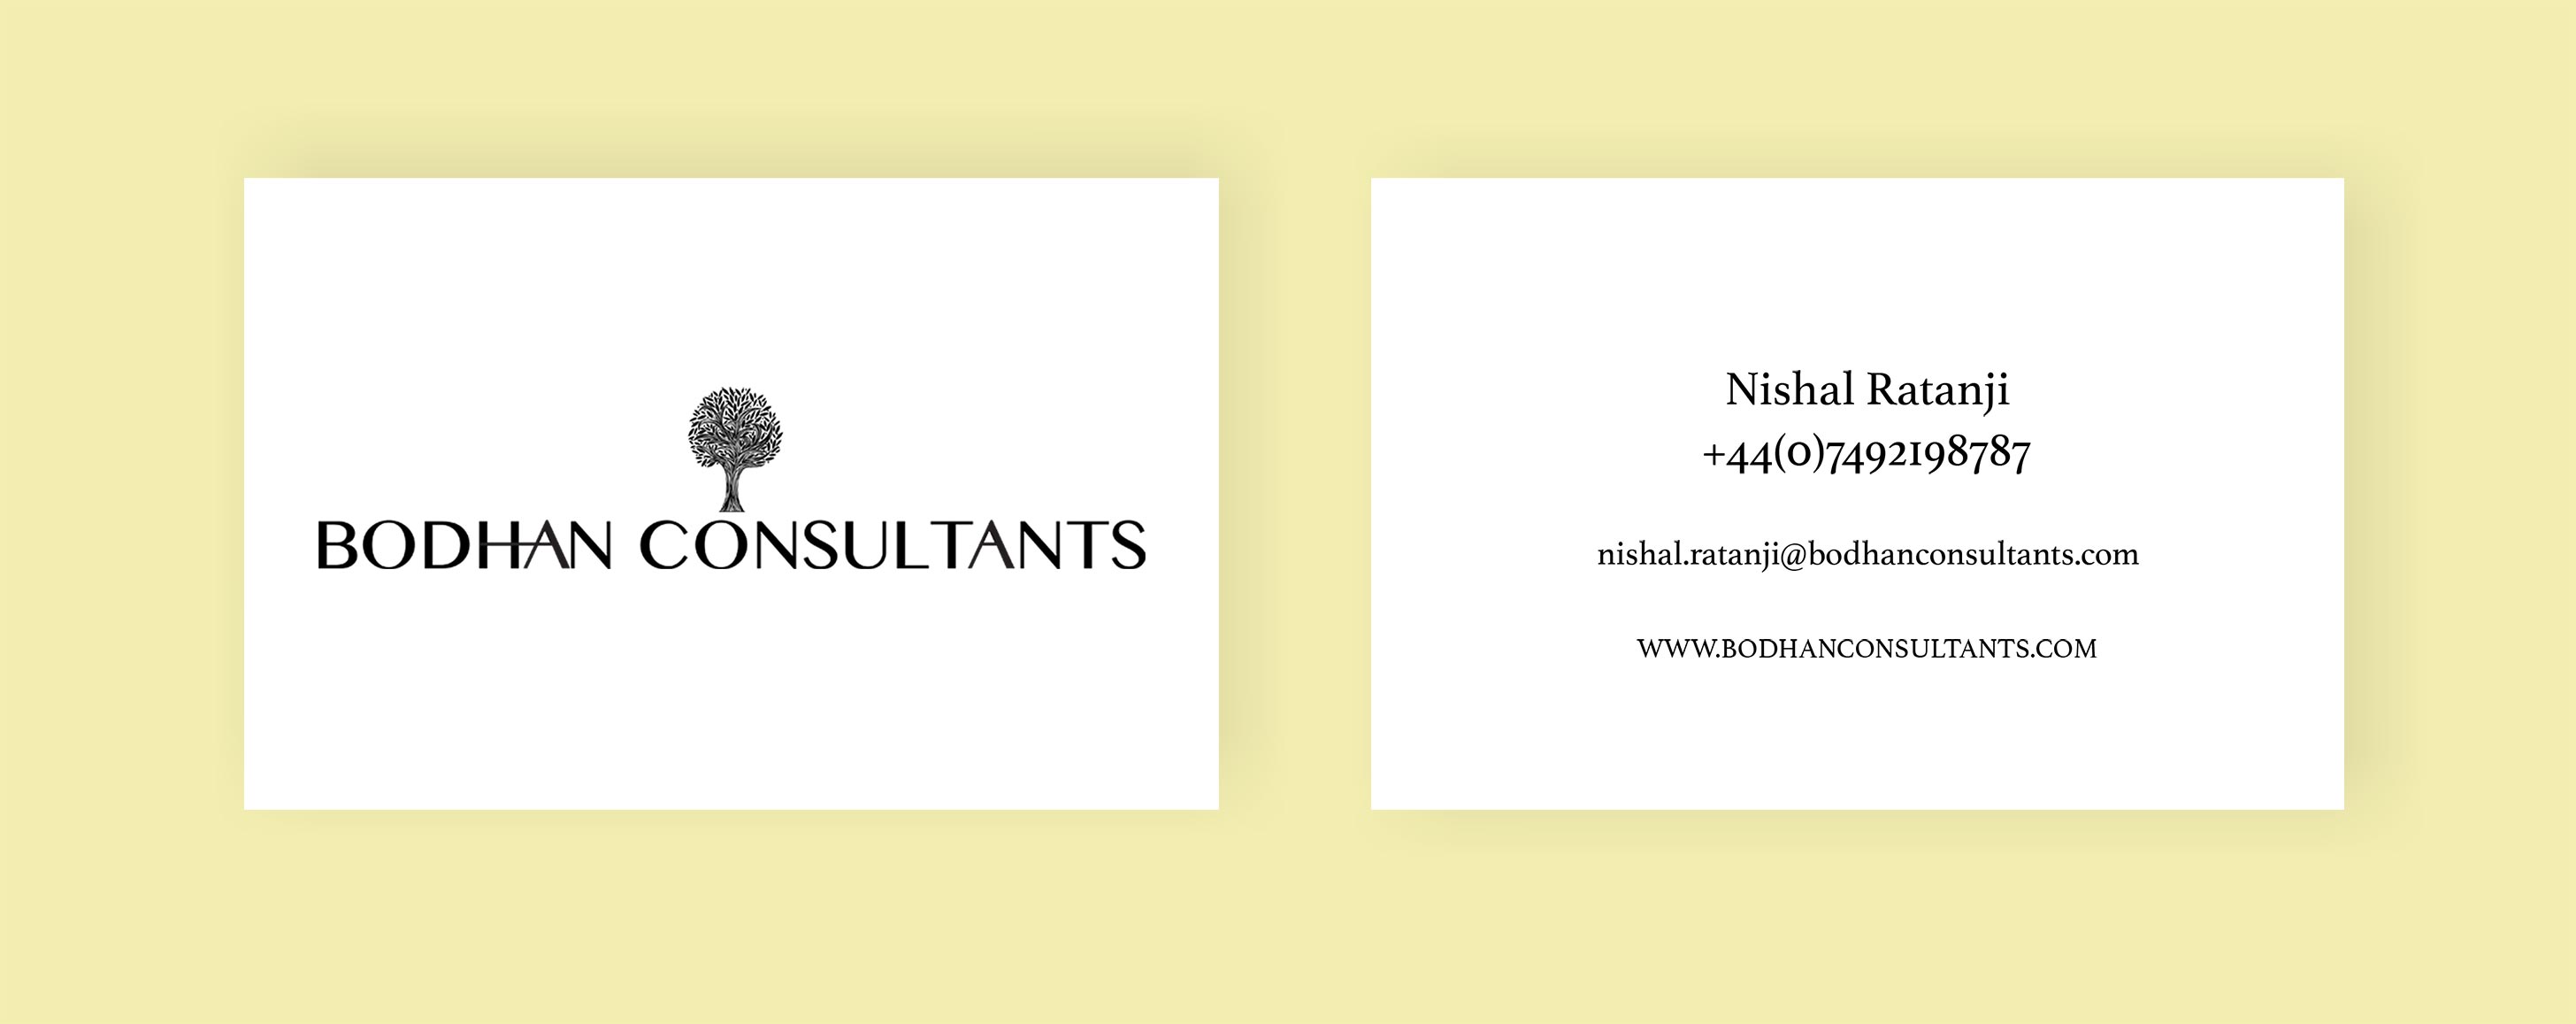 BODHAN CONSULTANTS
Nishal Ratanji
+44(0)7492198787
nishal.ratanji@bodhanconsultants.com
WWW.BODHANCONSULTANTS.COM